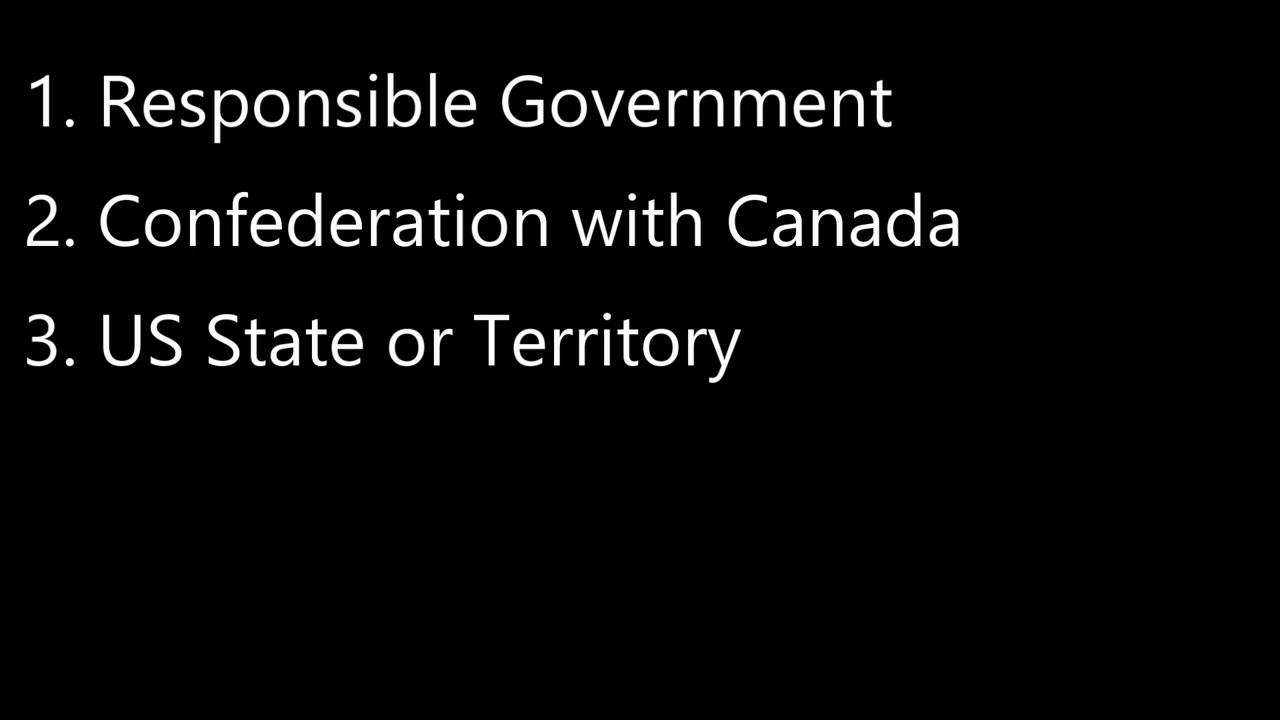 1. Responsible Government
2. Confederation with Canada
3. US State or Territory